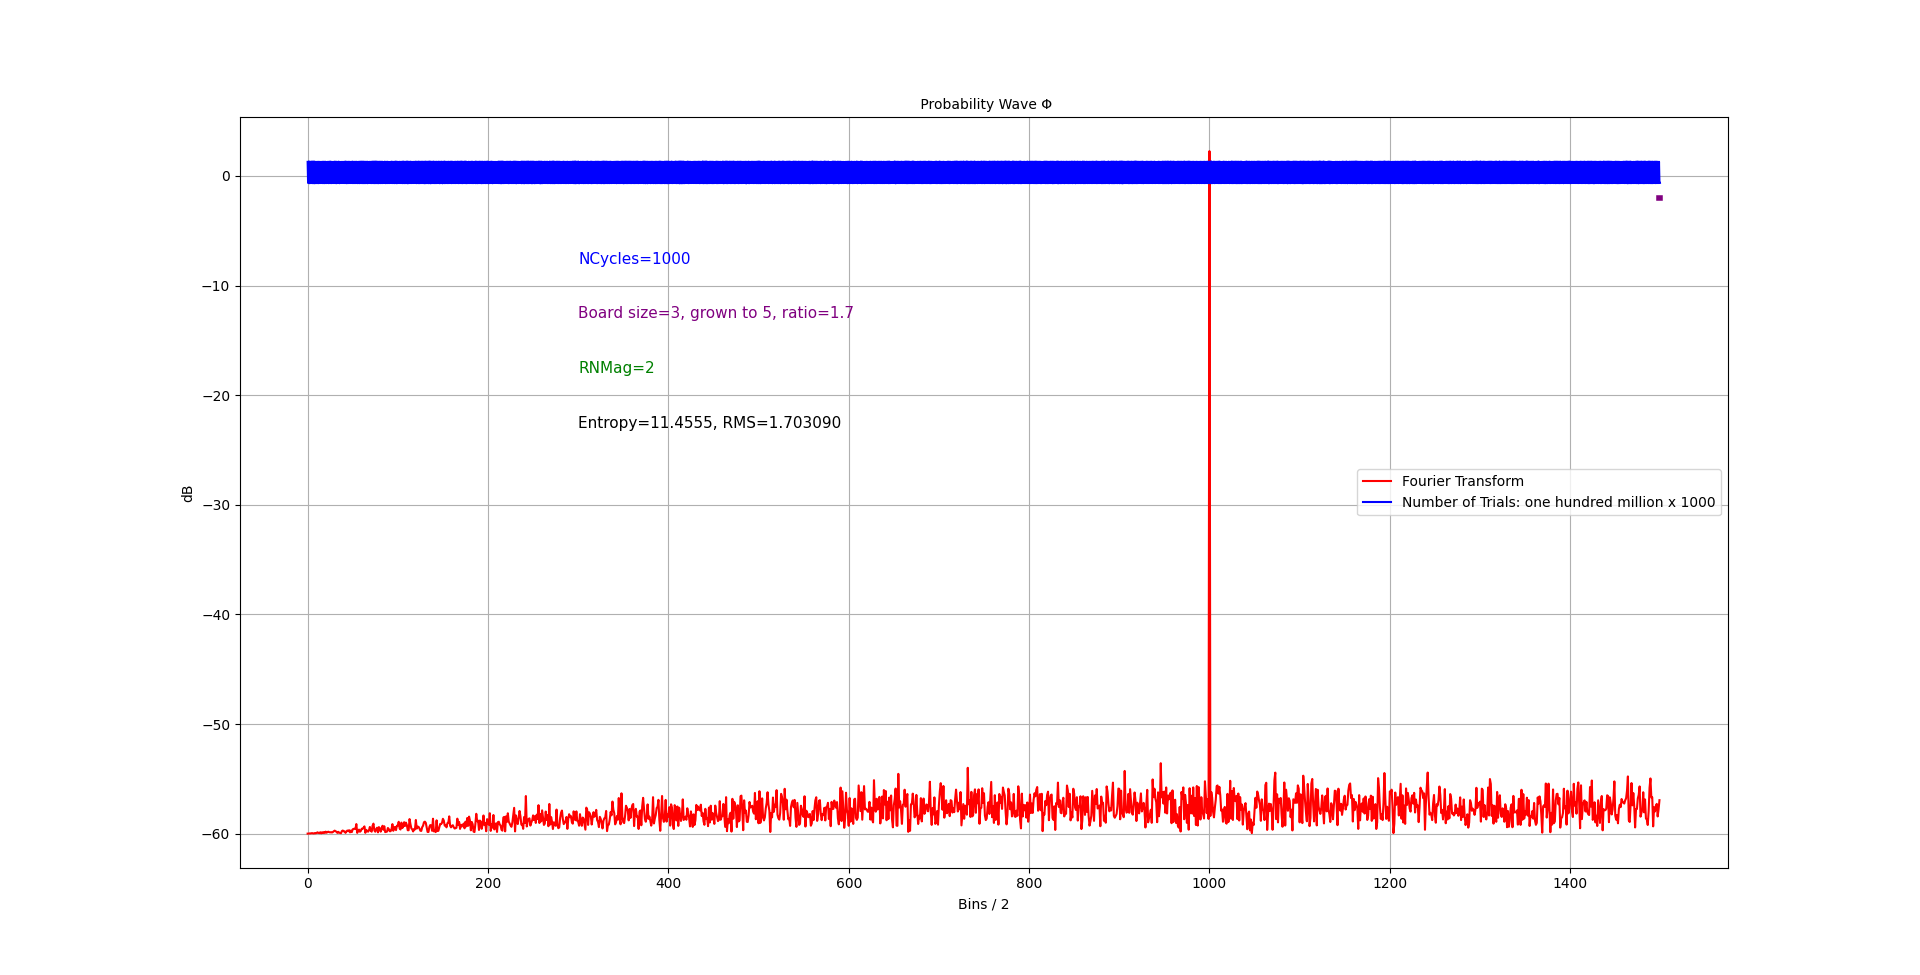 Probability Wave Φ
dB
0
−10
−20
−30
−40
−50
−60
NCycles=1000
Board size=3, grown to 5, ratio=1.7
RNMag=2
Entropy=11.4555, RMS=1.703090
Fourier Transform
Number of Trials: one hundred million x 1000
0 200 400 600 800 1000 1200 1400
Bins / 2